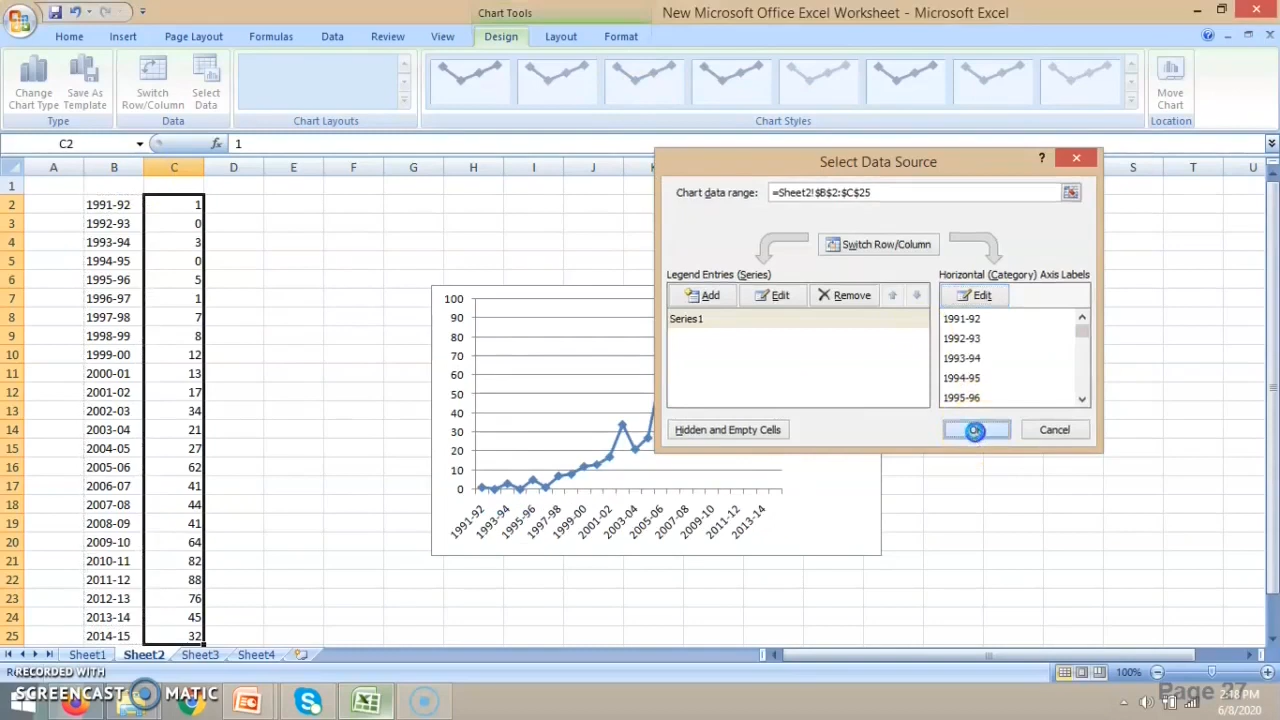 Chart Tools
New Microsoft Office Excel Worksheet - Microsoft Excel
Home Insert Page Layout Formulas Data Review View Design Layout Format
Change Chart Type
Save As Template
Switch Row/Column
Select Data
Move Chart
Type Data Chart Layouts Chart Styles Location
C2 fx 1
A B C D E F G H I J K S T U
1
2 1991-92 1
3 1992-93 0
4 1993-94 3
5 1994-95 0
6 1995-96 5
7 1996-97 1
8 1997-98 7
9 1998-99 8
10 1999-00 12
11 2000-01 13
12 2001-02 17
13 2002-03 34
14 2003-04 21
15 2004-05 27
16 2005-06 62
17 2006-07 41
18 2007-08 44
19 2008-09 41
20 2009-10 64
21 2010-11 82
22 2011-12 88
23 2012-13 76
24 2013-14 45
25 2014-15 32
100
90
80
70
60
50
40
30
20
10
0
1991-92 1993-94 1995-96 1997-98 1999-00 2001-02 2003-04 2005-06 2007-08 2009-10 2011-12 2013-14
Select Data Source
?
Chart data range: =Sheet2!$B$2:$C$25
Switch Row/Column
Legend Entries (Series)
Add Edit Remove
Series1
Horizontal (Category) Axis Labels
Edit
1991-92
1992-93
1993-94
1994-95
1995-96
Hidden and Empty Cells
Cancel
Sheet1 Sheet2 Sheet3 Sheet4
100%
RECORDED WITH
SCREENCAST MATIC
Page 27
2:18 PM
6/8/2020